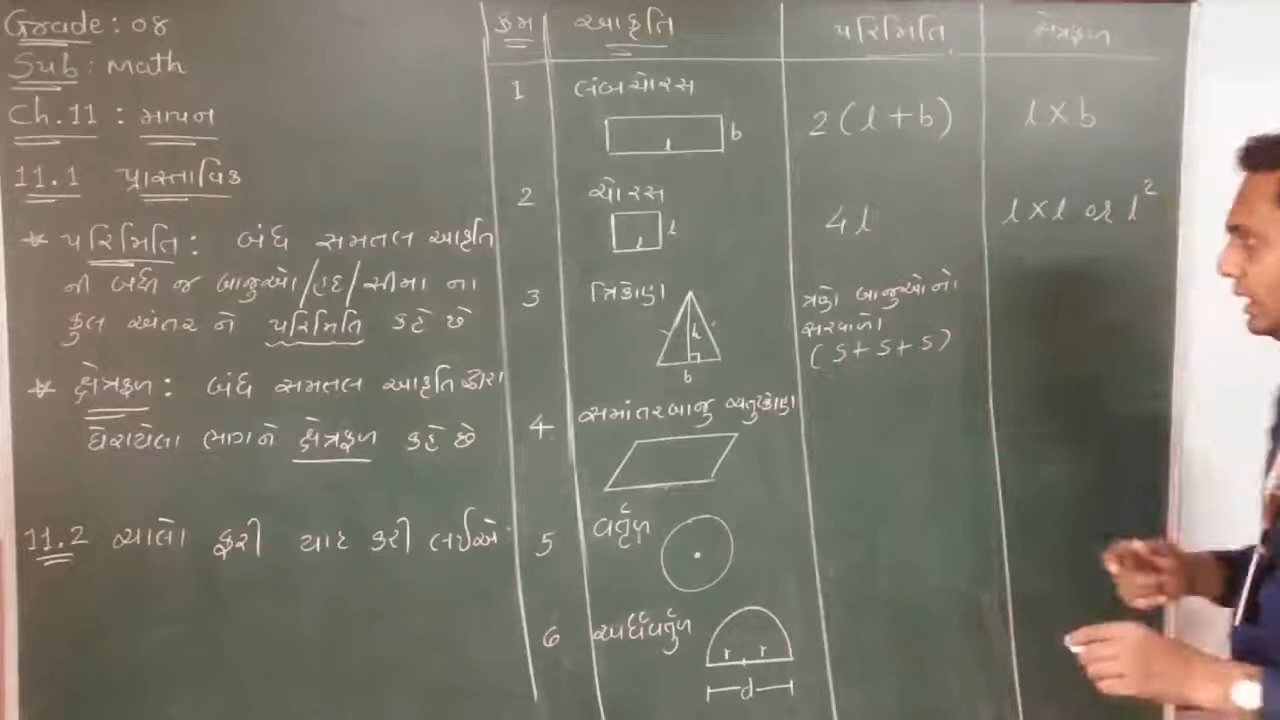 Grade : 08
Sub : Math
Ch.11 : માપન
11.1 પ્રાસ્તાવિક
* પરિમિતિ : બંધ સમતલ આકૃતિ
ની બધી જ બાજુઓ/હદ/સીમા ના
કુલ અંતર ને પરિમિતિ કહે છે
* ક્ષેત્રફળ : બંધ સમતલ આકૃતિ દ્વારા
ઘેરાયેલા ભાગને ક્ષેત્રફળ કહે છે
11.2 ચાલો ફરી યાદ કરી લઈએ :
ક્રમ આકૃતિ પરિમિતિ ક્ષેત્રફળ
1 લંબચોરસ
l b 2(l+b) l×b
2 ચોરસ
l l 4l l×l or l²
3 ત્રિકોણ
h b
ત્રણે બાજુઓનો
સરવાળો
(S+S+S)
4. સમાંતરબાજુ ચતુષ્કોણ
5 વર્તુળ
6 અર્ધવર્તુળ
r r
d